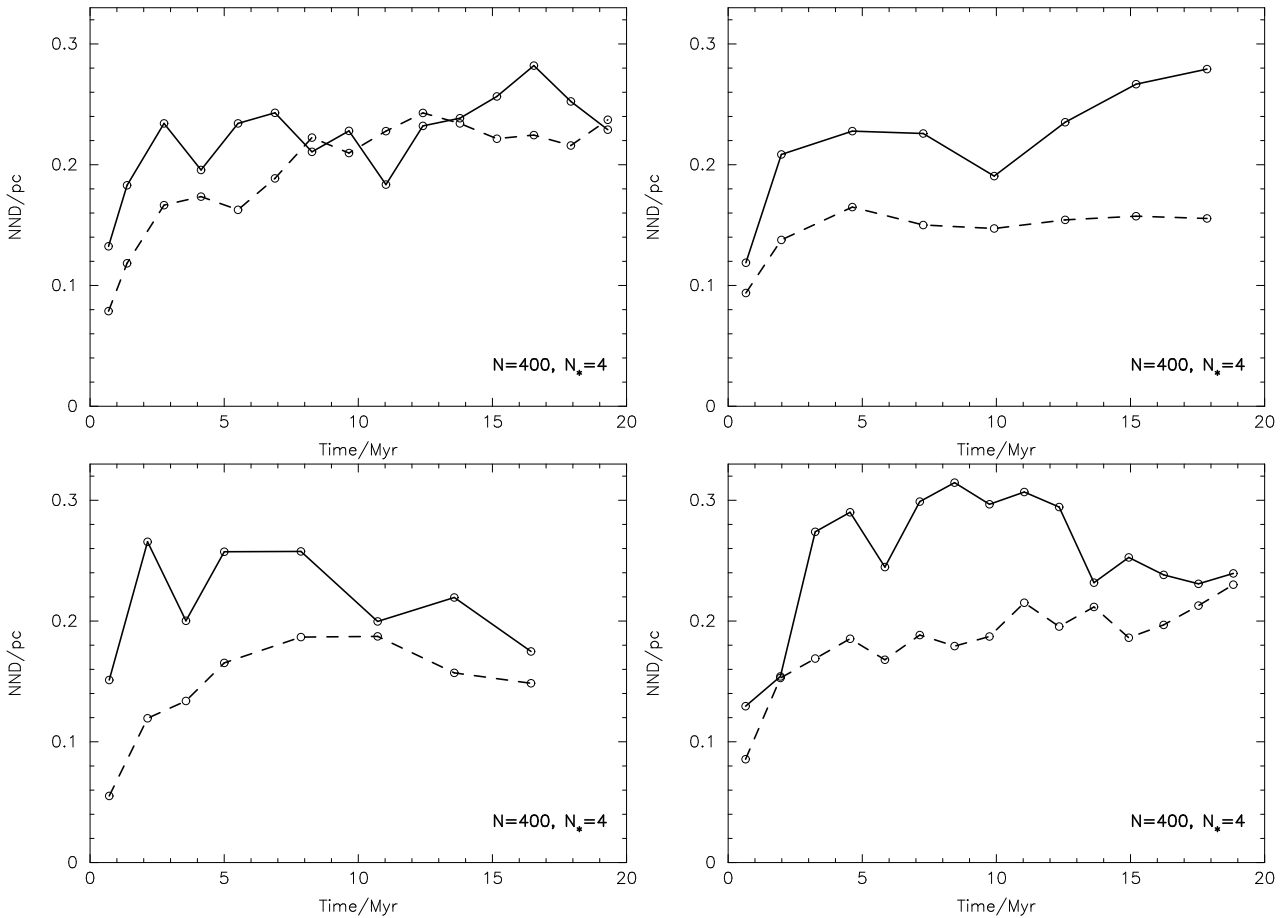 0.3 0.3
NND/pc 0.2 NND/pc 0.2
0.1 0.1
N=400, N*=4 N=400, N*=4
0 0
0 5 10 15 20 0 5 10 15 20
Time/Myr Time/Myr
0.3 0.3
NND/pc 0.2 NND/pc 0.2
0.1 0.1
N=400, N*=4 N=400, N*=4
0 0
0 5 10 15 20 0 5 10 15 20
Time/Myr Time/Myr